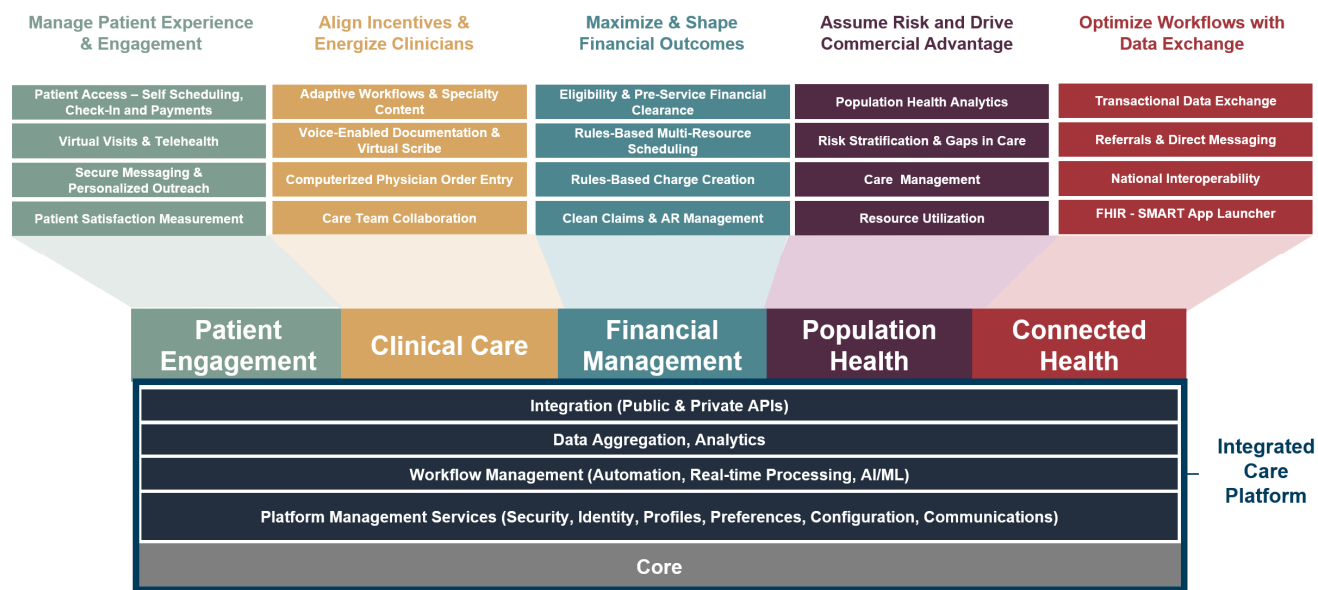 Manage Patient Experience
& Engagement
Align Incentives &
Energize Clinicians
Maximize & Shape
Financial Outcomes
Assume Risk and Drive
Commercial Advantage
Optimize Workflows with
Data Exchange
Patient Access – Self Scheduling,
Check-In and Payments
Virtual Visits & Telehealth
Secure Messaging &
Personalized Outreach
Patient Satisfaction Measurement
Adaptive Workflows & Specialty
Content
Voice-Enabled Documentation &
Virtual Scribe
Computerized Physician Order Entry
Care Team Collaboration
Eligibility & Pre-Service Financial
Clearance
Rules-Based Multi-Resource
Scheduling
Rules-Based Charge Creation
Clean Claims & AR Management
Population Health Analytics
Risk Stratification & Gaps in Care
Care Management
Resource Utilization
Transactional Data Exchange
Referrals & Direct Messaging
National Interoperability
FHIR - SMART App Launcher
Patient
Engagement
Clinical Care
Financial
Management
Population
Health
Connected
Health
Integration (Public & Private APIs)
Data Aggregation, Analytics
Workflow Management (Automation, Real-time Processing, AI/ML)
Platform Management Services (Security, Identity, Profiles, Preferences, Configuration, Communications)
Core
Integrated
Care
Platform